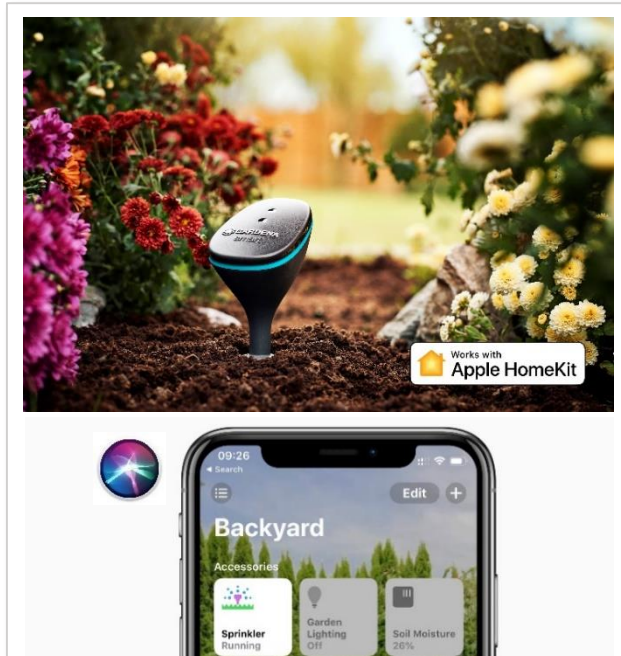 GARDENA
smart
Works with
Apple HomeKit
09:26
Search
Edit
Backyard
Accessories
Sprinkler
Running
Garden
Lighting
Off
Soil Moisture
26%